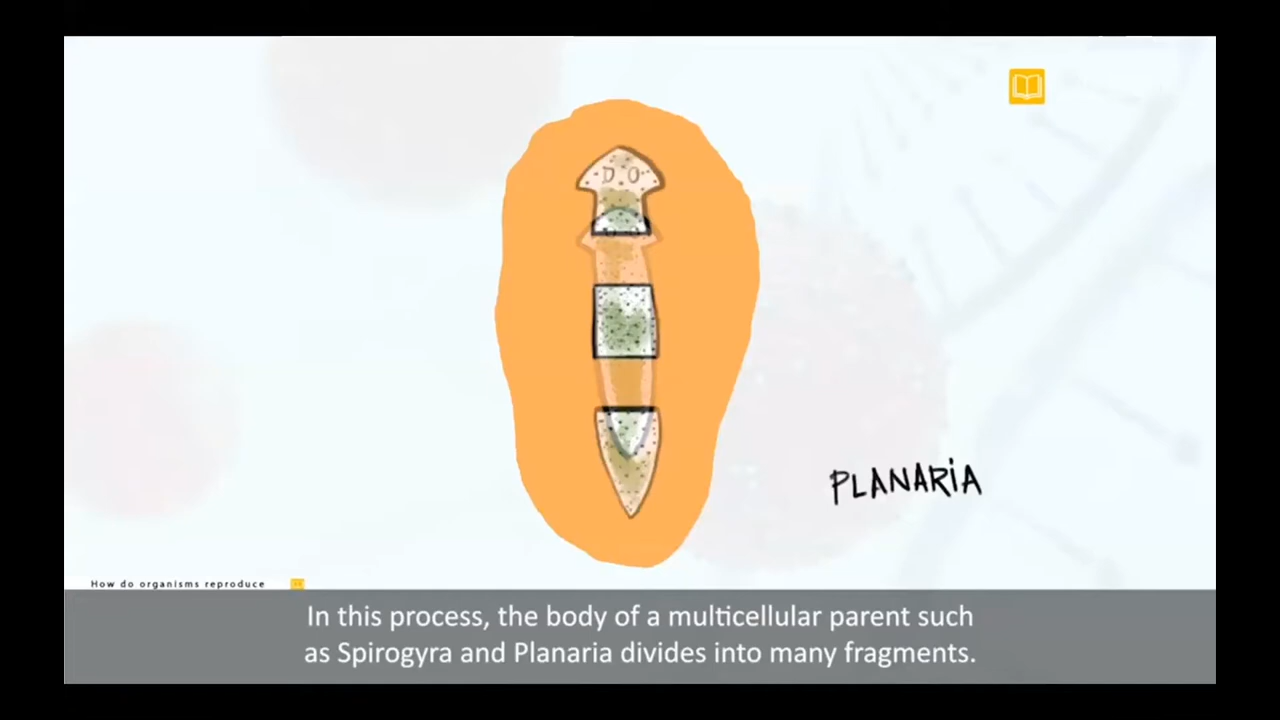 PLANARIA
How do organisms reproduce
In this process, the body of a multicellular parent such
as Spirogyra and Planaria divides into many fragments.